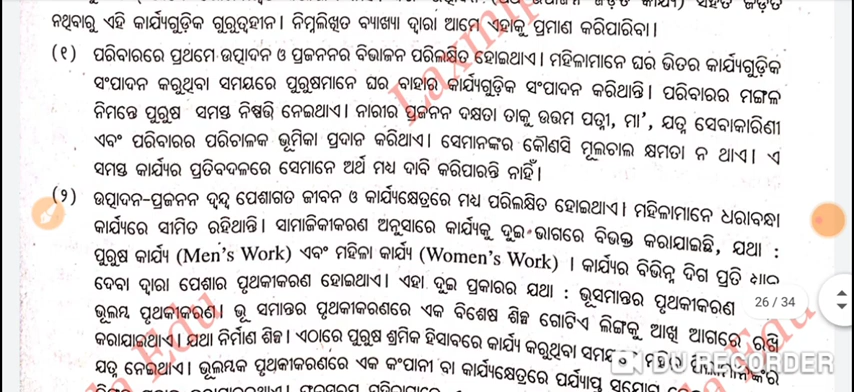 ନଥିବାରୁ ଏହି କାର୍ଯ୍ୟଗୁଡ଼ିକ ଗୁରୁତ୍ୱହୀନ। ନିମ୍ନଲିଖିତ ବ୍ୟାଖ୍ୟା ଦ୍ୱାରା ଆମେ ଏହାକୁ ପ୍ରମାଣ କରିପାରିବା।
(୧) ପରିବାରରେ ପ୍ରଥମେ ଉତ୍ପାଦନ ଓ ପ୍ରଜନନର ବିଭାଜନ ପରିଲକ୍ଷିତ ହୋଇଥାଏ। ମହିଳାମାନେ ଘର ଭିତର କାର୍ଯ୍ୟଗୁଡ଼ିକ
ସଂପାଦନ କରୁଥିବା ସମୟରେ ପୁରୁଷମାନେ ଘର ବାହାର କାର୍ଯ୍ୟଗୁଡ଼ିକ ସଂପାଦନ କରିଥାନ୍ତି। ପରିବାରର ମଙ୍ଗଳ
ନିମନ୍ତେ ପୁରୁଷ ସମସ୍ତ ନିଷ୍ପତ୍ତି ନେଇଥାଏ। ନାରୀର ପ୍ରଜନନ ଦକ୍ଷତା ତାକୁ ଉତ୍ତମ ପତ୍ନୀ, ମା', ଯତ୍ନ ସେବାକାରିଣୀ
ଏବଂ ପରିବାରର ପରିଚାଳକ ଭୂମିକା ପ୍ରଦାନ କରିଥାଏ। ସେମାନଙ୍କର କୌଣସି ମୂଲଚାଲ କ୍ଷମତା ନ ଥାଏ। ଏ
ସମସ୍ତ କାର୍ଯ୍ୟର ପ୍ରତିବଦଳରେ ସେମାନେ ଅର୍ଥ ମଧ୍ୟ ଦାବି କରିପାରନ୍ତି ନାହିଁ।
(୨) ଉତ୍ପାଦନ-ପ୍ରଜନନ ଦ୍ୱନ୍ଦ୍ୱ ପେଶାଗତ ଜୀବନ ଓ କାର୍ଯ୍ୟକ୍ଷେତ୍ରରେ ମଧ୍ୟ ପରିଲକ୍ଷିତ ହୋଇଥାଏ। ମହିଳାମାନେ ଧରାବନ୍ଧା
କାର୍ଯ୍ୟରେ ସୀମିତ ରହିଥାନ୍ତି। ସାମାଜିକୀକରଣ ଅନୁସାରେ କାର୍ଯ୍ୟକୁ ଦୁଇ ଭାଗରେ ବିଭକ୍ତ କରାଯାଇଛି, ଯଥା :
ପୁରୁଷ କାର୍ଯ୍ୟ (Men's Work) ଏବଂ ମହିଳା କାର୍ଯ୍ୟ (Women's Work) । କାର୍ଯ୍ୟର ବିଭିନ୍ନ ଦିଗ ପ୍ରତି
ଦେବା ଦ୍ୱାରା ପେଶାର ପୃଥକୀକରଣ ହୋଇଥାଏ। ଏହା ଦୁଇ ପ୍ରକାରର ଯଥା : ଭୂସମାନ୍ତର ପୃଥକୀକରଣ
26 / 34
ଭୂଲମ୍ୱ ପୃଥକୀକରଣ। ଭୂ ସମାନ୍ତର ପୃଥକୀକରଣରେ ଏକ ବିଶେଷ ଶିଳ୍ପ ଗୋଟିଏ ଲିଙ୍ଗକୁ ଆଖି ଆଗରେ ରଖି
କରାଯାଇଥାଏ। ଯଥା ନିର୍ମାଣ ଶିଳ୍ପ। ଏଠାରେ ପୁରୁଷ ଶ୍ରମିକ ହିସାବରେ କାର୍ଯ୍ୟ କରୁଥିବା
DU RECORDER
ଯତ୍ନ ନେଇଥାଏ। ଭୂଲମ୍ୱକ ପୃଥକୀକରଣରେ ଏକ କଂପାନୀ ବା କାର୍ଯ୍ୟକ୍ଷେତ୍ରରେ ପର୍ଯ୍ୟାପ୍ତ ସୁଯୋଗ